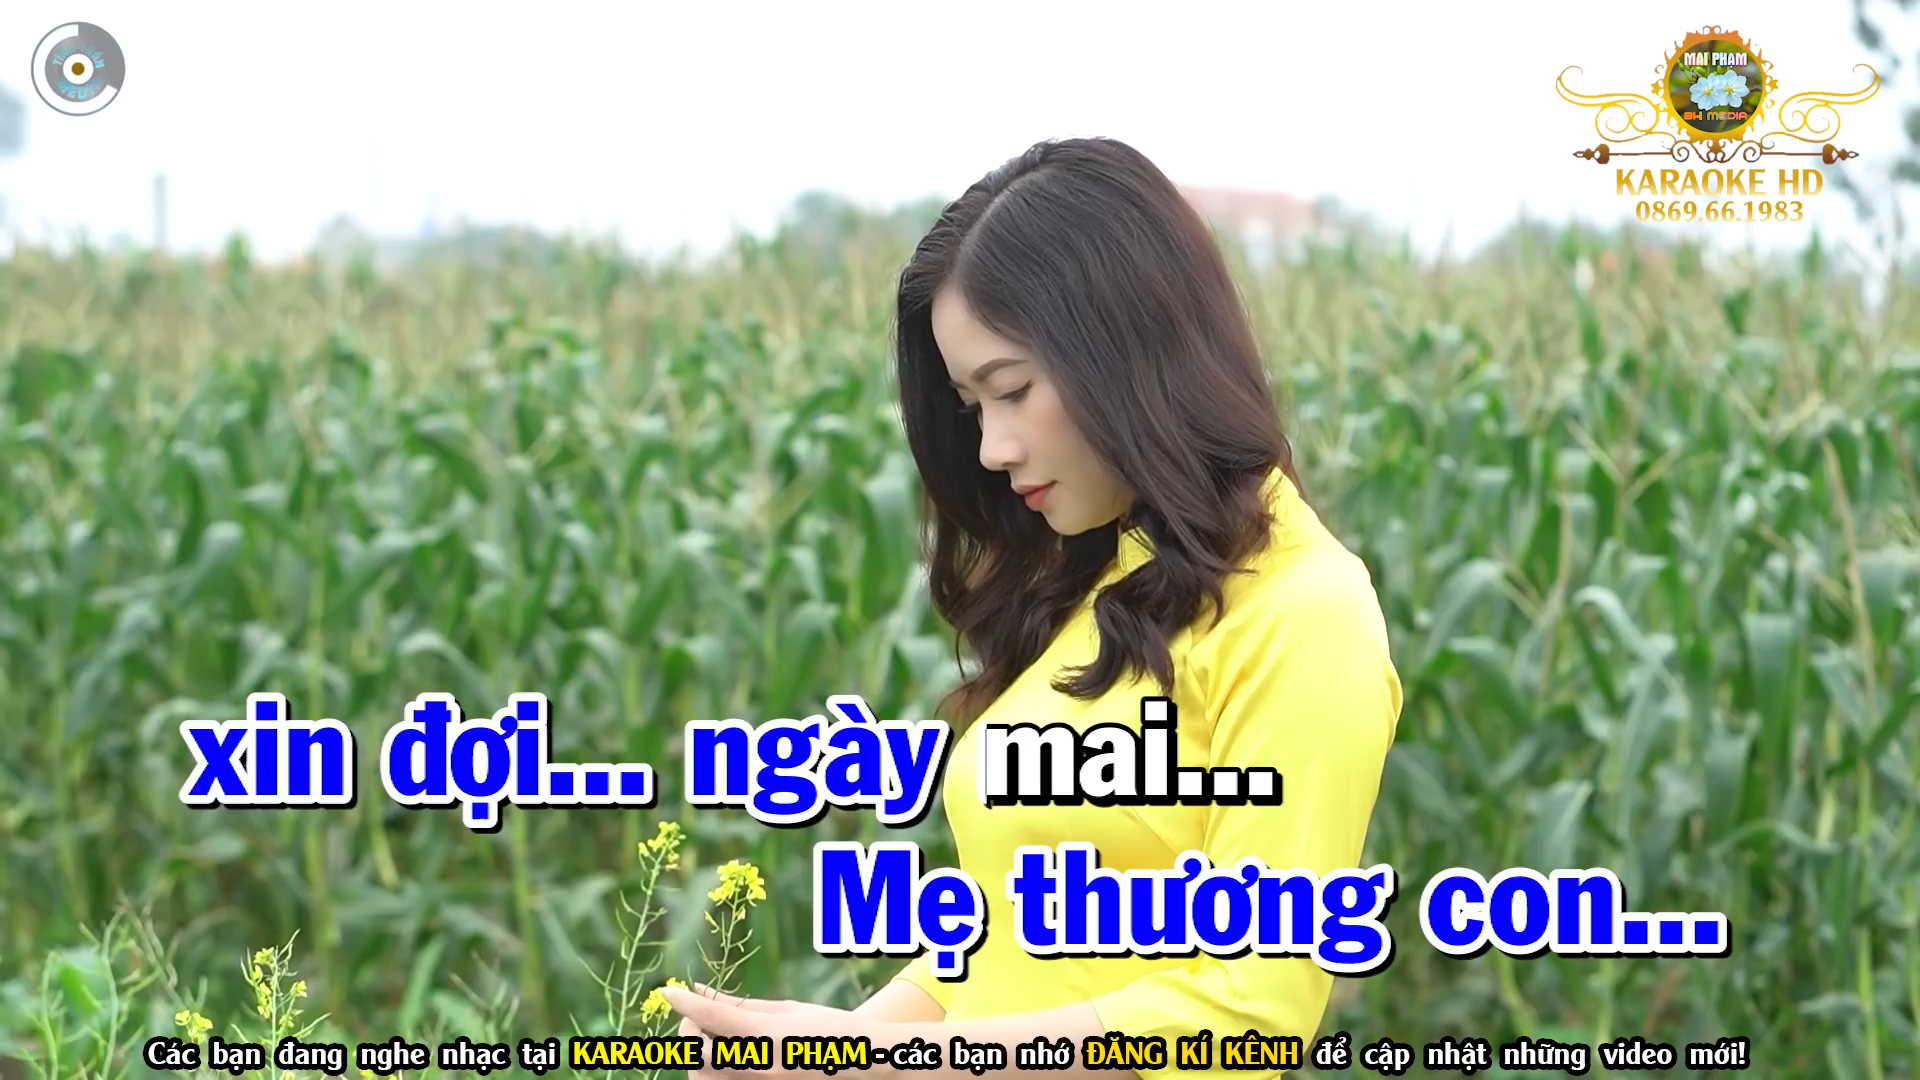 MAI PHẠM
BH MEDIA
KARAOKE HD
0869.66.1983
xin đợi... ngày mai...
Mẹ thương con...
Các bạn đang nghe nhạc tại KARAOKE MAI PHẠM - các bạn nhớ ĐĂNG KÍ KÊNH để cập nhật những video mới!